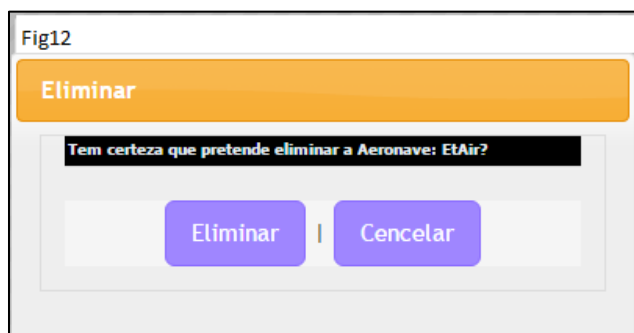 Fig12
Eliminar
Tem certeza que pretende eliminar a Aeronave: EtAir?
Eliminar | Cencelar